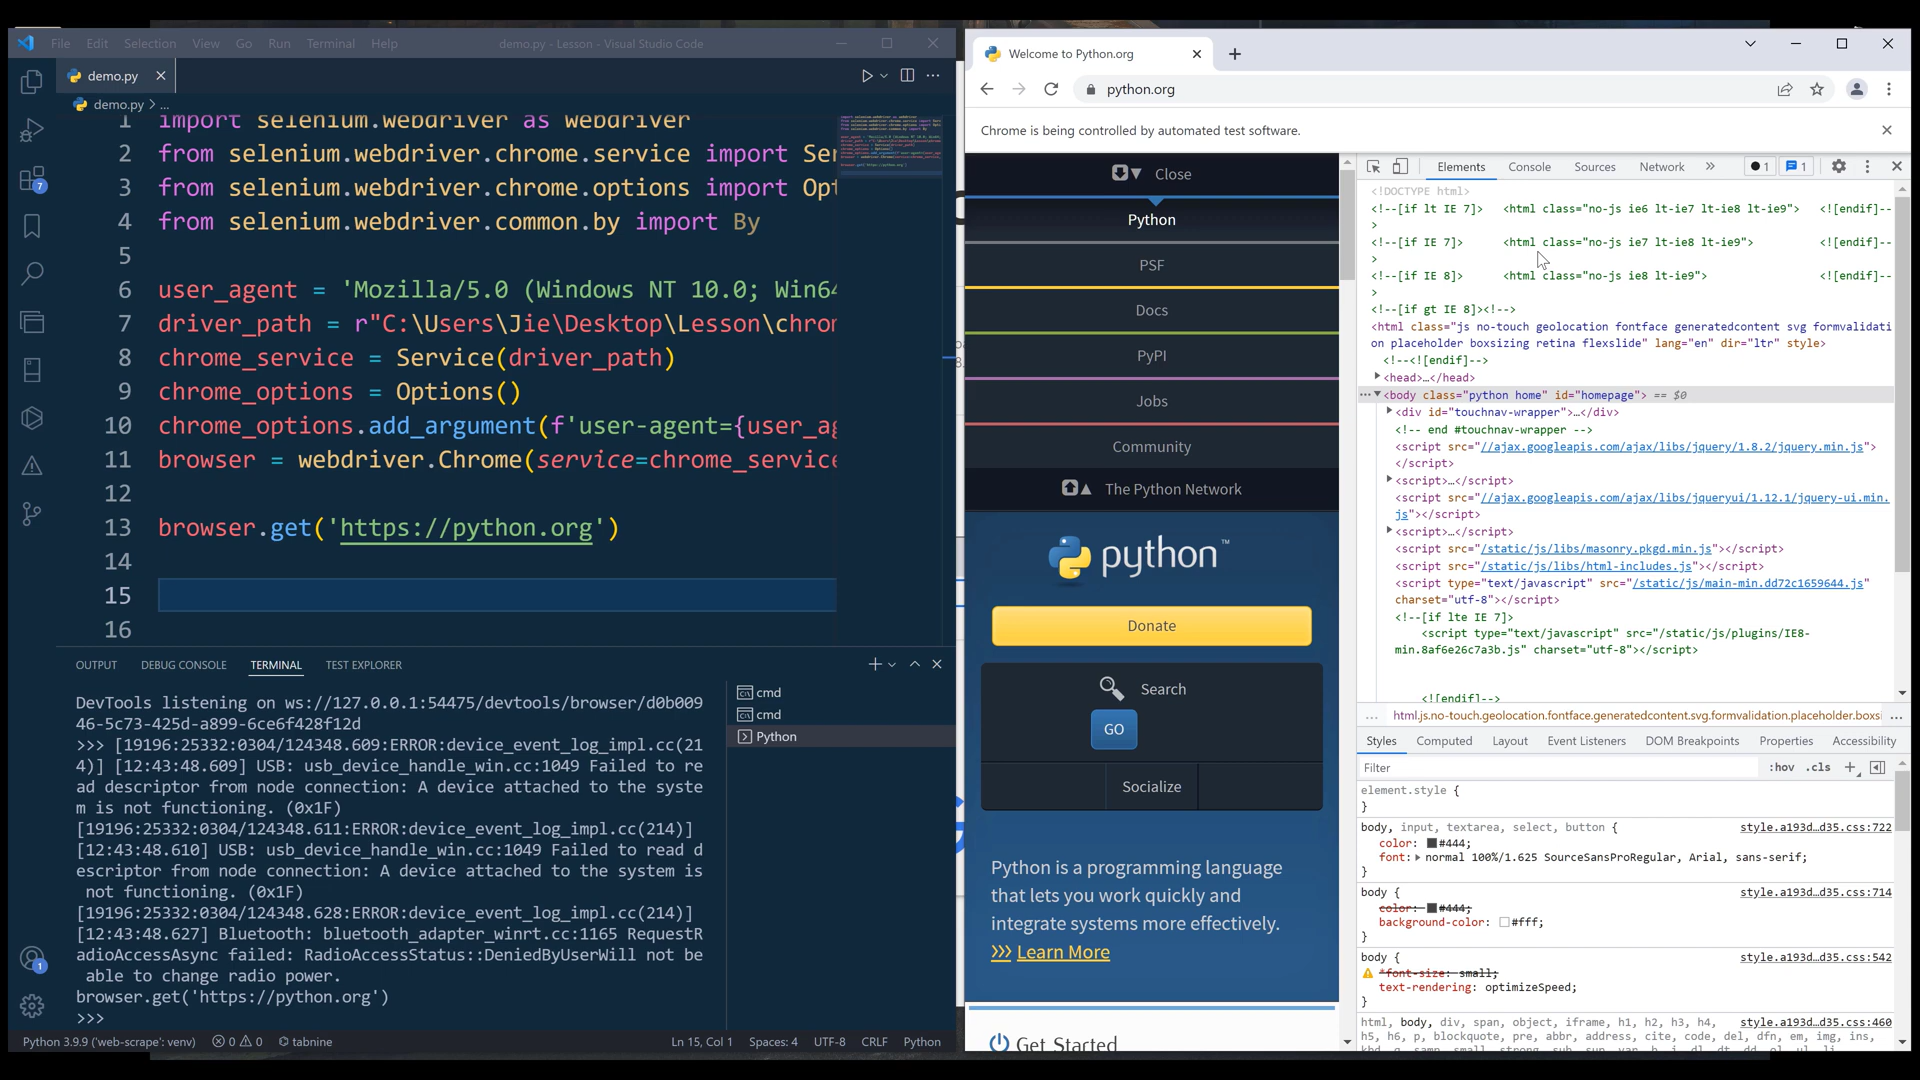 File Edit Selection View Go Run Terminal Help demo.py - Lesson - Visual Studio Code
demo.py
demo.py > ...
1 import selenium.webdriver as webdriver
2 from selenium.webdriver.chrome.service import Ser
3 from selenium.webdriver.chrome.options import Opt
4 from selenium.webdriver.common.by import By
5
6 user_agent = 'Mozilla/5.0 (Windows NT 10.0; Win64
7 driver_path = r"C:\Users\Jie\Desktop\Lesson\chrom
8 chrome_service = Service(driver_path)
9 chrome_options = Options()
10 chrome_options.add_argument(f'user-agent={user_ag
11 browser = webdriver.Chrome(service=chrome_service
12
13 browser.get('https://python.org')
14
15
16
7
1
OUTPUT DEBUG CONSOLE TERMINAL TEST EXPLORER
DevTools listening on ws://127.0.0.1:54475/devtools/browser/d0b009
46-5c73-425d-a899-6ce6f428f12d
>>> [19196:25332:0304/124348.609:ERROR:device_event_log_impl.cc(21
4)] [12:43:48.609] USB: usb_device_handle_win.cc:1049 Failed to re
ad descriptor from node connection: A device attached to the syste
m is not functioning. (0x1F)
[19196:25332:0304/124348.611:ERROR:device_event_log_impl.cc(214)]
[12:43:48.610] USB: usb_device_handle_win.cc:1049 Failed to read d
escriptor from node connection: A device attached to the system is
not functioning. (0x1F)
[19196:25332:0304/124348.628:ERROR:device_event_log_impl.cc(214)]
[12:43:48.627] Bluetooth: bluetooth_adapter_winrt.cc:1165 RequestR
adioAccessAsync failed: RadioAccessStatus::DeniedByUserWill not be
able to change radio power.
browser.get('https://python.org')
>>>
cmd
cmd
Python
Python 3.9.9 ('web-scrape': venv) 0 0 tabnine Ln 15, Col 1 Spaces: 4 UTF-8 CRLF Python
Welcome to Python.org
python.org
Chrome is being controlled by automated test software.
Close
Python
PSF
Docs
PyPI
Jobs
Community
The Python Network
python™
Donate
Search
GO
Socialize
Python is a programming language
that lets you work quickly and
integrate systems more effectively.
>>> Learn More
Get Started
Elements Console Sources Network » 1 1
<!DOCTYPE html>
<!--[if lt IE 7]> <html class="no-js ie6 lt-ie7 lt-ie8 lt-ie9"> <![endif]--
>
<!--[if IE 7]> <html class="no-js ie7 lt-ie8 lt-ie9"> <![endif]--
>
<!--[if IE 8]> <html class="no-js ie8 lt-ie9"> <![endif]--
>
<!--[if gt IE 8]><!-->
<html class="js no-touch geolocation fontface generatedcontent svg formvalidati
on placeholder boxsizing retina flexslide" lang="en" dir="ltr" style>
<!--<![endif]-->
<head>…</head>
<body class="python home" id="homepage"> == $0
<div id="touchnav-wrapper">…</div>
<!-- end #touchnav-wrapper -->
<script src="//ajax.googleapis.com/ajax/libs/jquery/1.8.2/jquery.min.js">
</script>
<script>…</script>
<script src="//ajax.googleapis.com/ajax/libs/jqueryui/1.12.1/jquery-ui.min.
js"></script>
<script>…</script>
<script src="/static/js/libs/masonry.pkgd.min.js"></script>
<script src="/static/js/libs/html-includes.js"></script>
<script type="text/javascript" src="/static/js/main-min.dd72c1659644.js"
charset="utf-8"></script>
<!--[if lte IE 7]>
<script type="text/javascript" src="/static/js/plugins/IE8-
min.8af6e26c7a3b.js" charset="utf-8"></script>
<![endif]-->
... html.js.no-touch.geolocation.fontface.generatedcontent.svg.formvalidation.placeholder.boxsi ...
Styles Computed Layout Event Listeners DOM Breakpoints Properties Accessibility
Filter :hov .cls
element.style {
}
body, input, textarea, select, button { style.a193d…d35.css:722
color: #444;
font: normal 100%/1.625 SourceSansProRegular, Arial, sans-serif;
}
body { style.a193d…d35.css:714
color: #444;
background-color: #fff;
}
body { style.a193d…d35.css:542
*font-size: small;
text-rendering: optimizeSpeed;
}
html, body, div, span, object, iframe, h1, h2, h3, h4, style.a193d…d35.css:460
h5, h6, p, blockquote, pre, abbr, address, cite, code, del, dfn, em, img, ins,